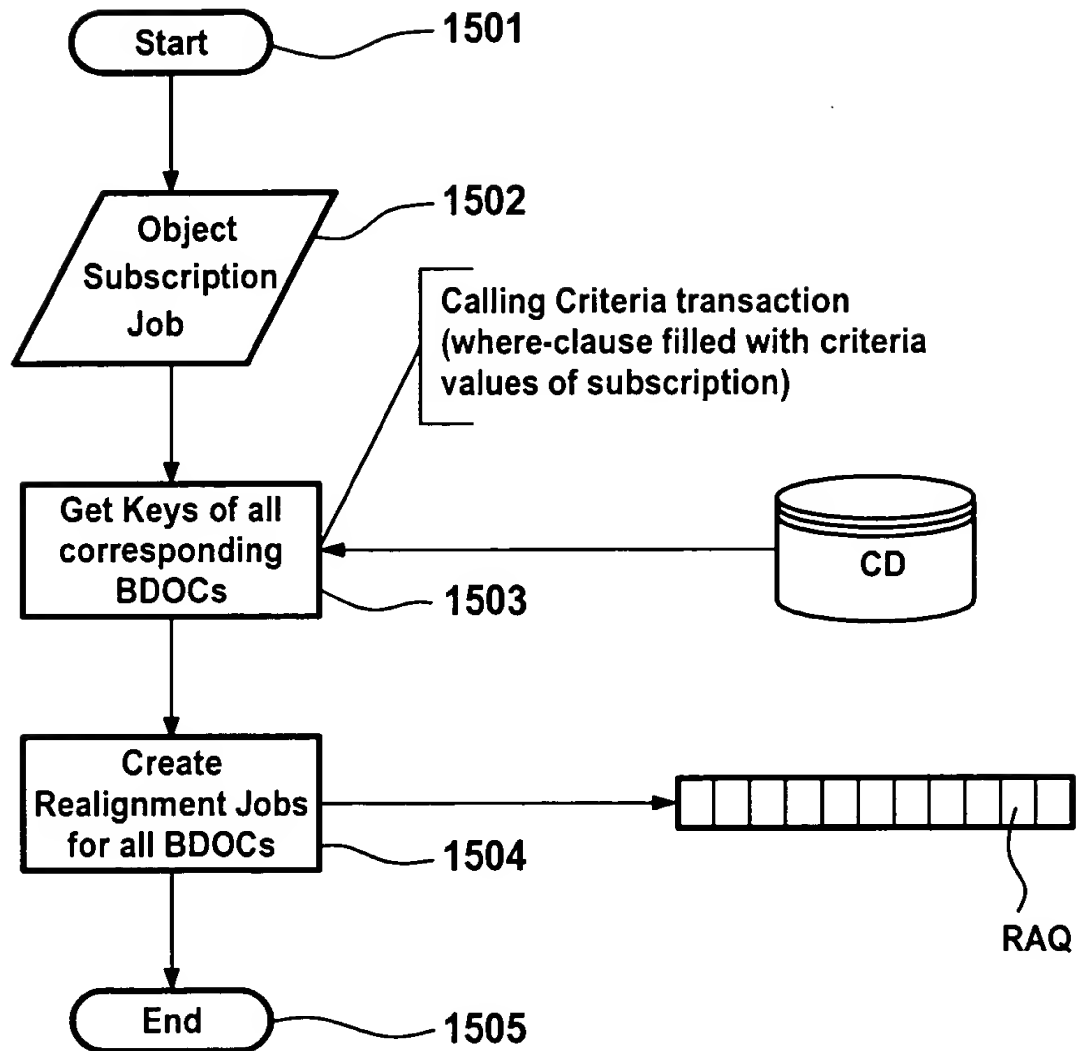 Start
1501
Object
Subscription
Job
1502
Calling Criteria transaction
(where-clause filled with criteria
values of subscription)
Get Keys of all
corresponding
BDOCs
1503
CD
Create
Realignment Jobs
for all BDOCs
1504
RAQ
End
1505